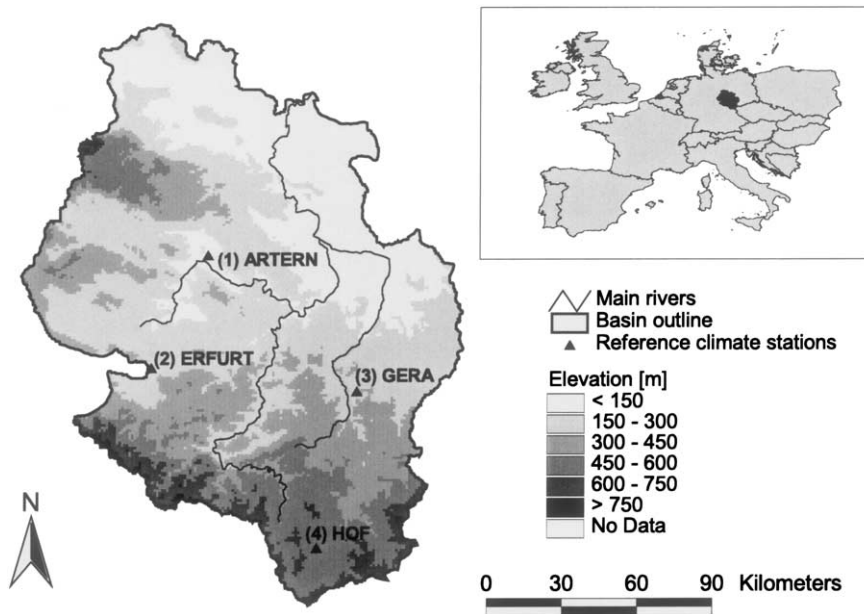 (1) ARTERN
(2) ERFURT
(3) GERA
(4) HOF
N
Main rivers
Basin outline
Reference climate stations
Elevation [m]
< 150
150 - 300
300 - 450
450 - 600
600 - 750
> 750
No Data
0 30 60 90 Kilometers